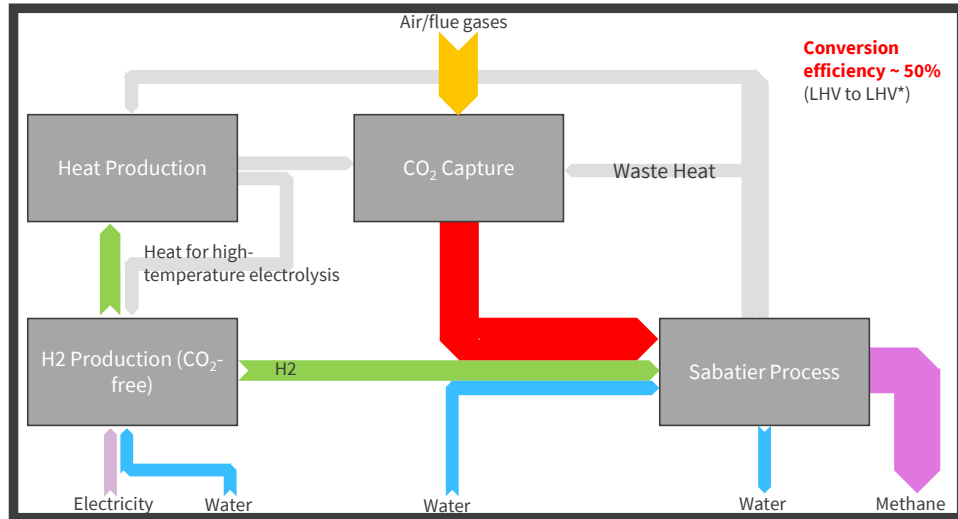 Air/flue gases
Conversion
efficiency ~ 50%
(LHV to LHV*)
Heat Production
CO₂ Capture
Waste Heat
Heat for high-
temperature electrolysis
H2 Production (CO₂-
free)
H2
Sabatier Process
Electricity
Water
Water
Water
Methane